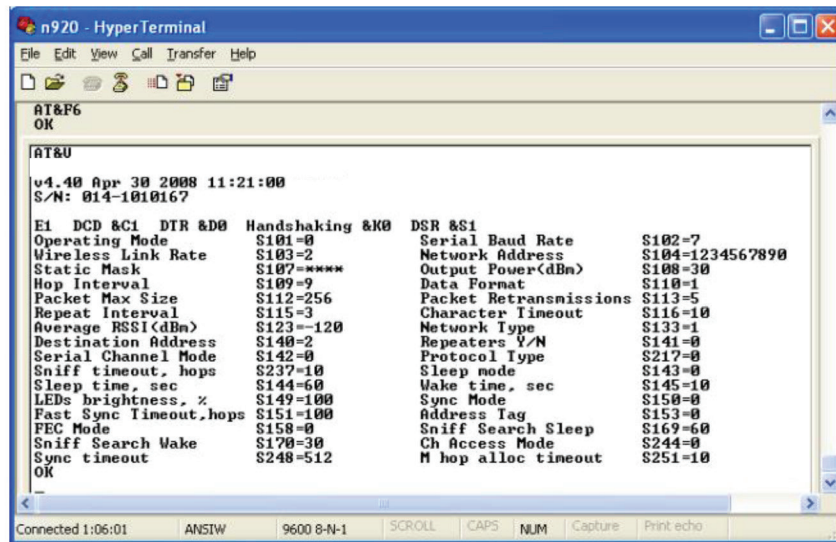 n920 - HyperTerminal
File Edit View Call Transfer Help
AT&F6
OK
AT&V
v4.40 Apr 30 2008 11:21:00
S/N: 014-1010167
E1 DCD &C1 DTR &D0 Handshaking &K0 DSR &S1
Operating Mode S101=0 Serial Baud Rate S102=7
Wireless Link Rate S103=2 Network Address S104=1234567890
Static Mask S107=**** Output Power(dBm) S108=30
Hop Interval S109=9 Data Format S110=1
Packet Max Size S112=256 Packet Retransmissions S113=5
Repeat Interval S115=3 Character Timeout S116=10
Average RSSI(dBm) S123=-120 Network Type S133=1
Destination Address S140=2 Repeaters Y/N S141=0
Serial Channel Mode S142=0 Protocol Type S217=0
Sniff timeout, hops S237=10 Sleep mode S143=0
Sleep time, sec S144=60 Wake time, sec S145=10
LEDs brightness, % S149=100 Sync Mode S150=0
Fast Sync Timeout,hops S151=100 Address Tag S153=0
FEC Mode S158=0 Sniff Search Sleep S169=60
Sniff Search Wake S170=30 Ch Access Mode S244=0
Sync timeout S248=512 M hop alloc timeout S251=10
OK
Connected 1:06:01 ANSIW 9600 8-N-1 SCROLL CAPS NUM Capture Print echo